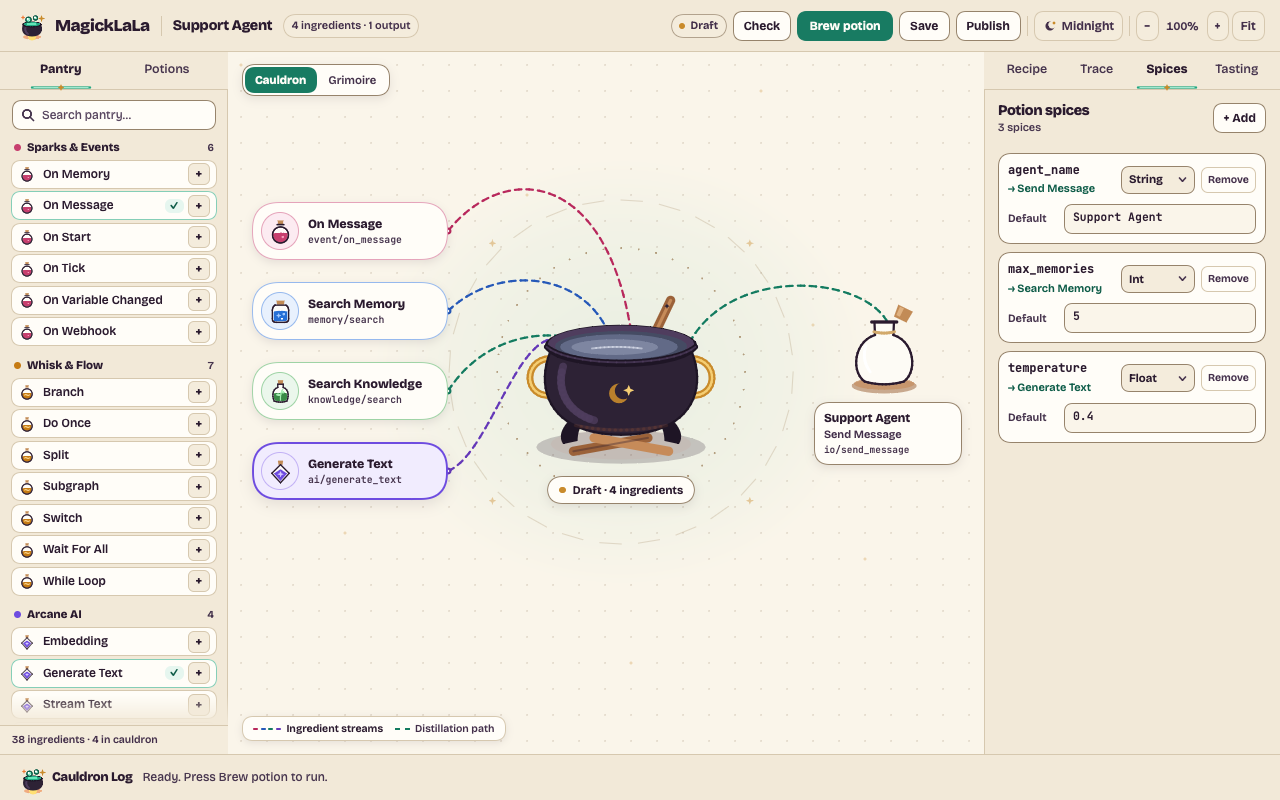 MagickLaLa
Support Agent
4 ingredients · 1 output
Draft
Check
Brew potion
Save
Publish
Midnight
−
100%
+
Fit
Pantry
Potions
Search pantry...
Sparks & Events
6
On Memory
+
On Message
+
On Start
+
On Tick
+
On Variable Changed
+
On Webhook
+
Whisk & Flow
7
Branch
+
Do Once
+
Split
+
Subgraph
+
Switch
+
Wait For All
+
While Loop
+
Arcane AI
4
Embedding
+
Generate Text
+
Stream Text
+
38 ingredients · 4 in cauldron
Cauldron
Grimoire
On Message
event/on_message
Search Memory
memory/search
Search Knowledge
knowledge/search
Generate Text
ai/generate_text
Draft · 4 ingredients
Support Agent
Send Message
io/send_message
Ingredient streams
Distillation path
Recipe
Trace
Spices
Tasting
Potion spices
3 spices
+ Add
agent_name
→ Send Message
String
Remove
Default
Support Agent
max_memories
→ Search Memory
Int
Remove
Default
5
temperature
→ Generate Text
Float
Remove
Default
0.4
Cauldron Log
Ready. Press Brew potion to run.